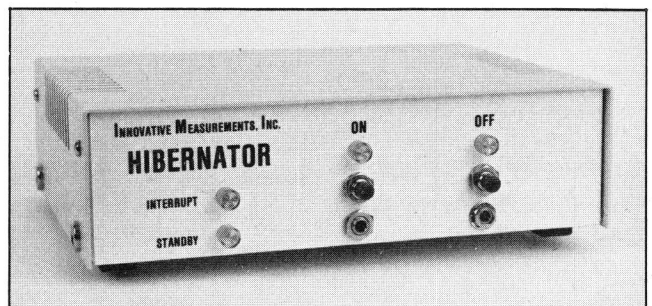 INNOVATIVE MEASUREMENTS, INC.
HIBERNATOR
INTERRUPT
STANDBY
ON
OFF